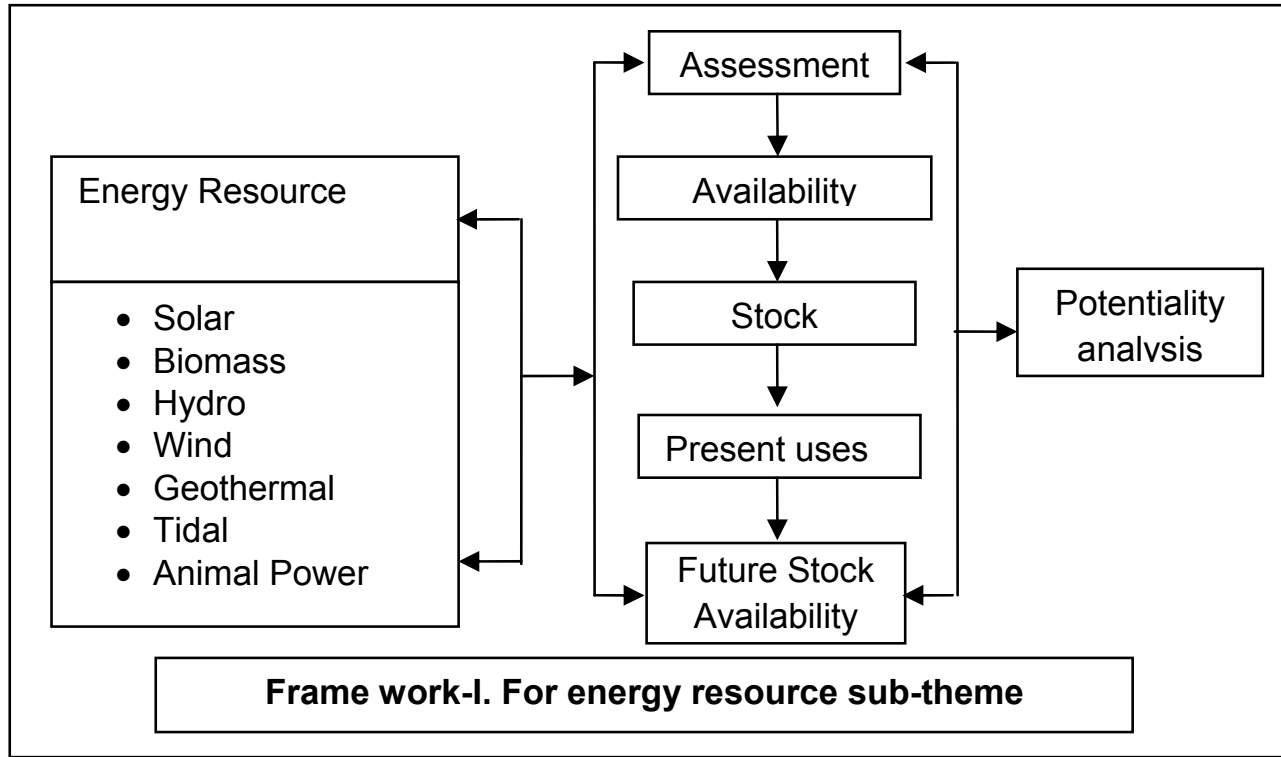 Energy Resource
• Solar
• Biomass
• Hydro
• Wind
• Geothermal
• Tidal
• Animal Power
Assessment
Availability
Stock
Present uses
Future Stock
Availability
Potentiality
analysis
Frame work-I. For energy resource sub-theme